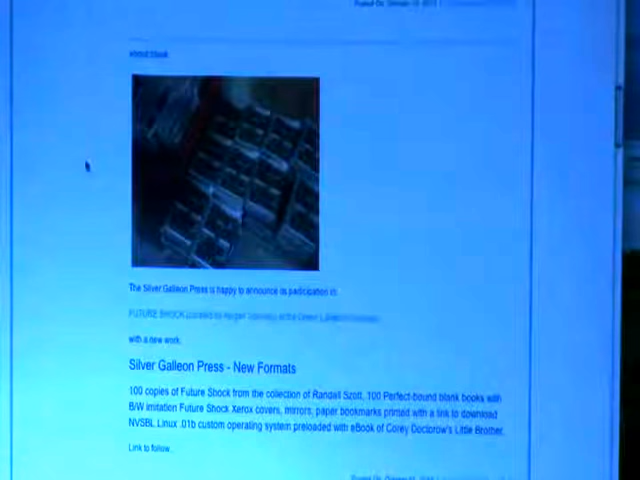 The Silver Galleon Press is happy to announce its participation in:
FUTURE SHOCK
with a new work:
Silver Galleon Press - New Formats
100 copies of Future Shock from the collection of Randall Szott, 100 Perfect-bound blank books with
B/W imitation Future Shock Xerox covers, mirrors, paper bookmarks printed with a link to download
NVSBL Linux .01b custom operating system preloaded with eBook of Corey Doctorow's Little Brother.
Link to follow.